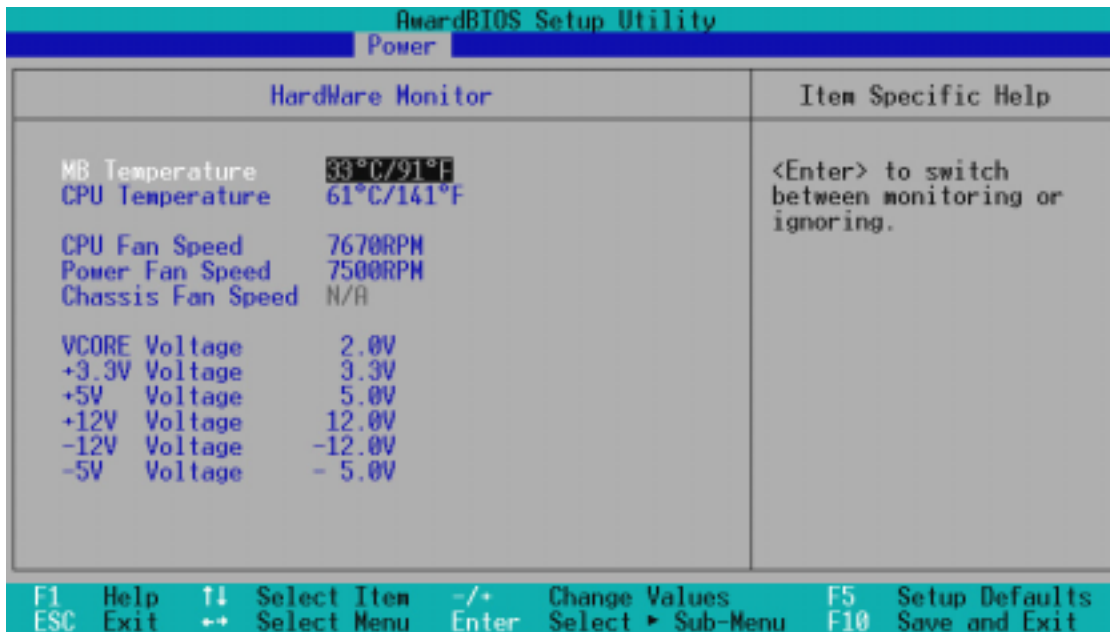 AwardBIOS Setup Utility
Power
HardWare Monitor
Item Specific Help
MB Temperature 33°C/91°F
CPU Temperature 61°C/141°F
CPU Fan Speed 7670RPM
Power Fan Speed 7500RPM
Chassis Fan Speed N/A
VCORE Voltage 2.0V
+3.3V Voltage 3.3V
+5V Voltage 5.0V
+12V Voltage 12.0V
-12V Voltage -12.0V
-5V Voltage - 5.0V
<Enter> to switch
between monitoring or
ignoring.
F1 Help ↑↓ Select Item -/+ Change Values F5 Setup Defaults
ESC Exit ←→ Select Menu Enter Select ► Sub-Menu F10 Save and Exit